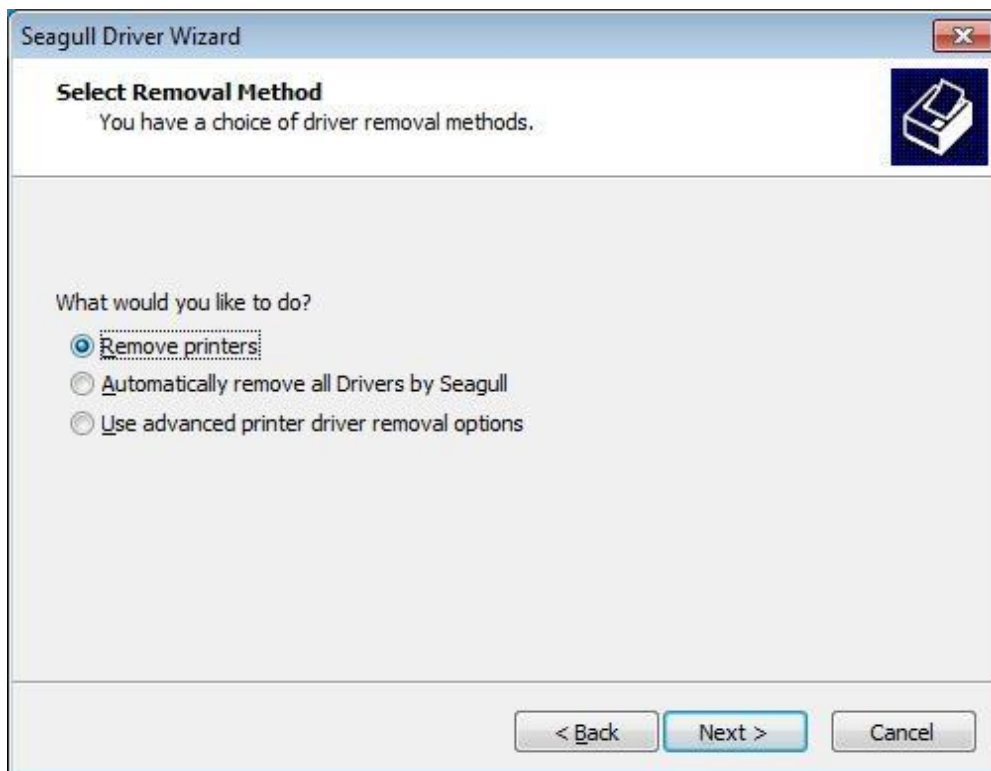 Seagull Driver Wizard
Select Removal Method
You have a choice of driver removal methods.
What would you like to do?
Remove printers
Automatically remove all Drivers by Seagull
Use advanced printer driver removal options
< Back Next > Cancel